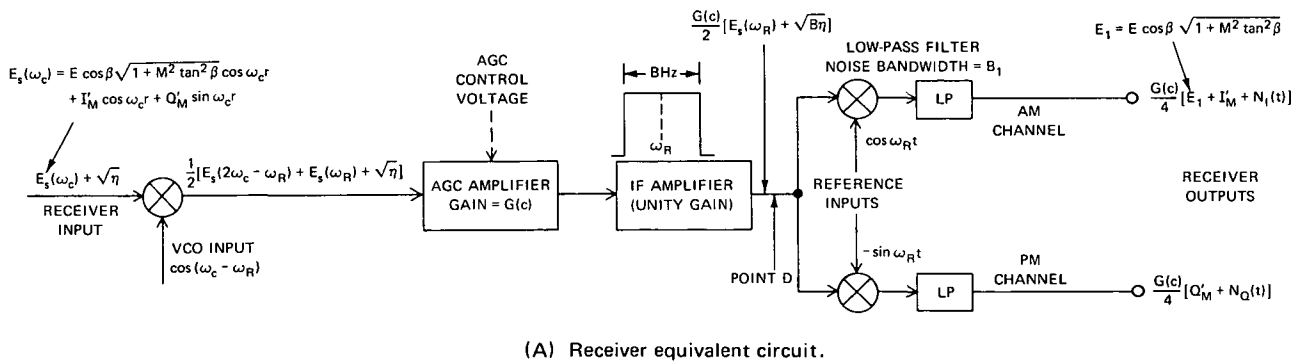 E_s(ω_c) = E cosβ √(1 + M² tan² β) cos ω_c r
+ I'_M cos ω_c r + Q'_M sin ω_c r
E_s(ω_c) + √η
RECEIVER
INPUT
VCO INPUT
cos(ω_c − ω_R)
1/2 [E_s(2ω_c − ω_R) + E_s(ω_R) + √η]
AGC
CONTROL
VOLTAGE
AGC AMPLIFIER
GAIN = G(c)
BHz
ω_R
IF AMPLIFIER
(UNITY GAIN)
G(c)/2 [E_s(ω_R) + √Bη]
POINT D
LOW-PASS FILTER
NOISE BANDWIDTH = B_1
LP
cos ω_R t
REFERENCE
INPUTS
−sin ω_R t
LP
AM
CHANNEL
PM
CHANNEL
E_1 = E cosβ √(1 + M² tan² β)
G(c)/4 [E_1 + I'_M + N_I(t)]
RECEIVER
OUTPUTS
G(c)/4 [Q'_M + N_Q(t)]
(A) Receiver equivalent circuit.